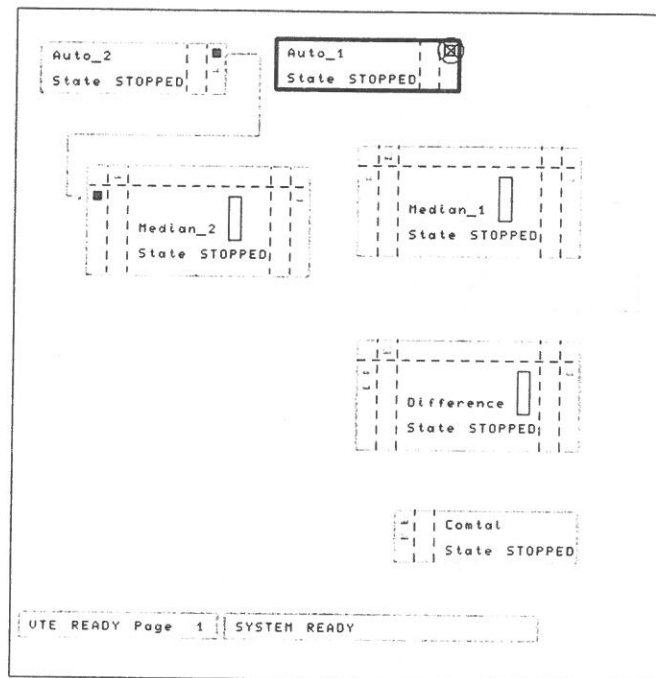 Auto_2
State STOPPED
Auto_1
State STOPPED
Median_2
State STOPPED
Median_1
State STOPPED
Difference
State STOPPED
Comtal
State STOPPED
VTE READY Page 1
SYSTEM READY